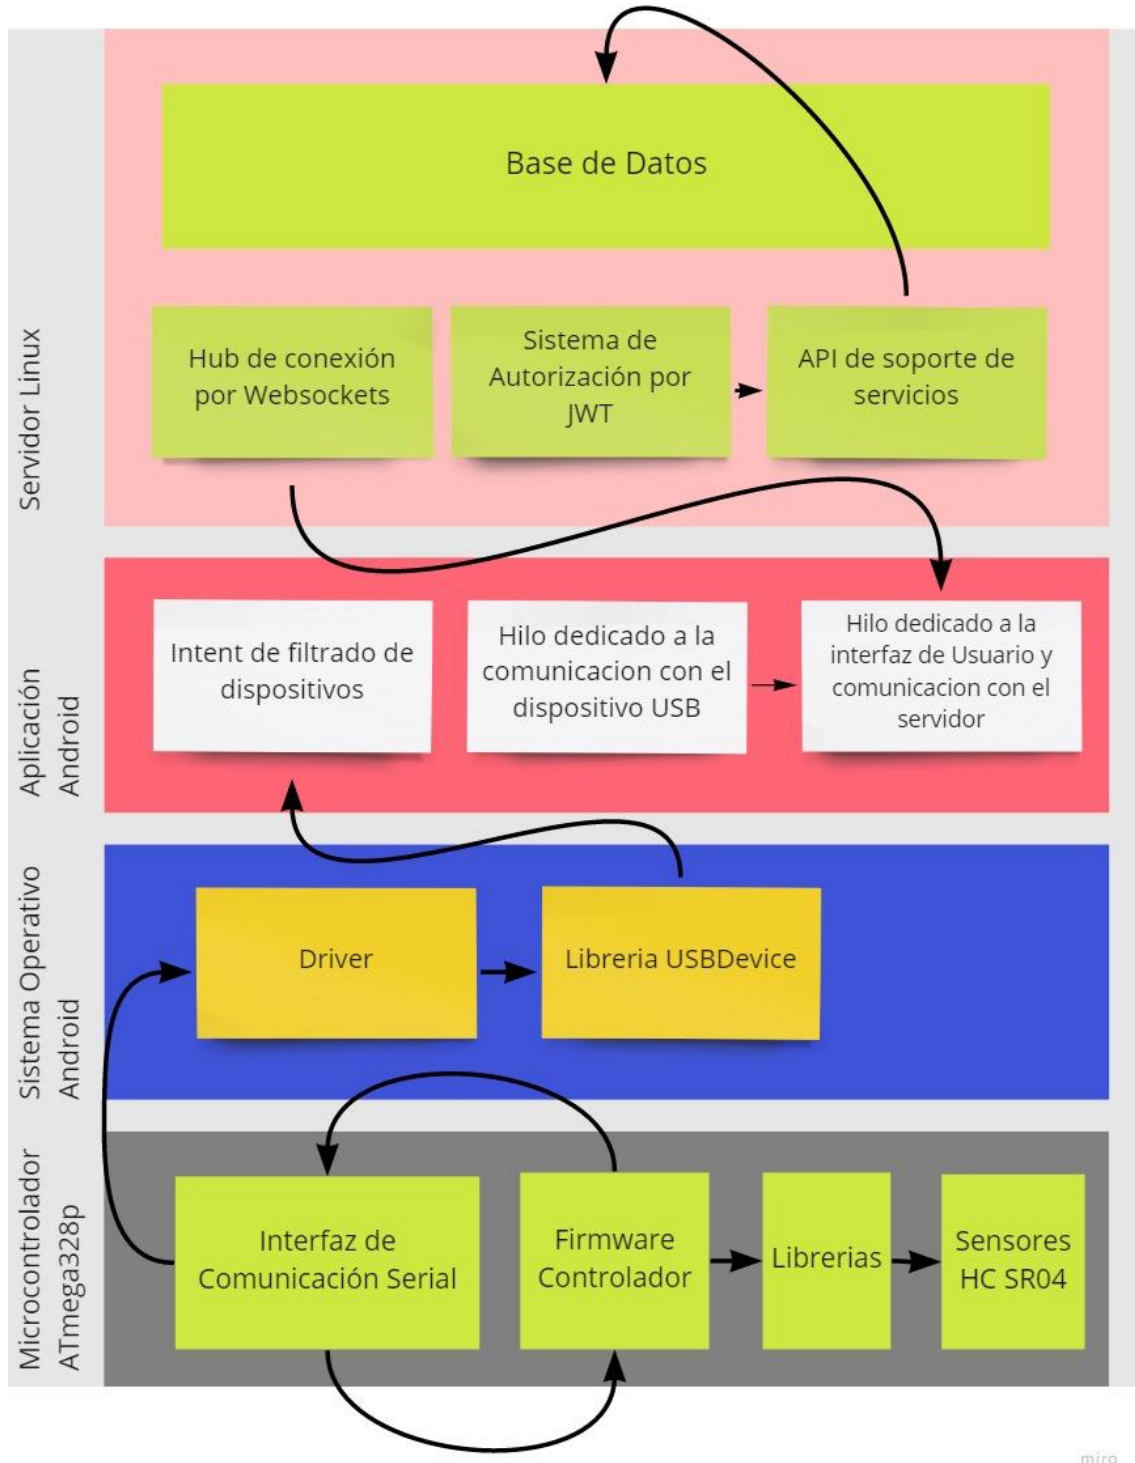 Servidor Linux
Base de Datos
Hub de conexión
por Websockets
Sistema de
Autorización por
JWT
API de soporte de
servicios
Aplicación
Android
Intent de filtrado de
dispositivos
Hilo dedicado a la
comunicacion con el
dispositivo USB
Hilo dedicado a la
interfaz de Usuario y
comunicacion con el
servidor
Sistema Operativo
Android
Driver
Libreria USBDevice
Microcontrolador
ATmega328p
Interfaz de
Comunicación Serial
Firmware
Controlador
Librerias
Sensores
HC SR04
miro